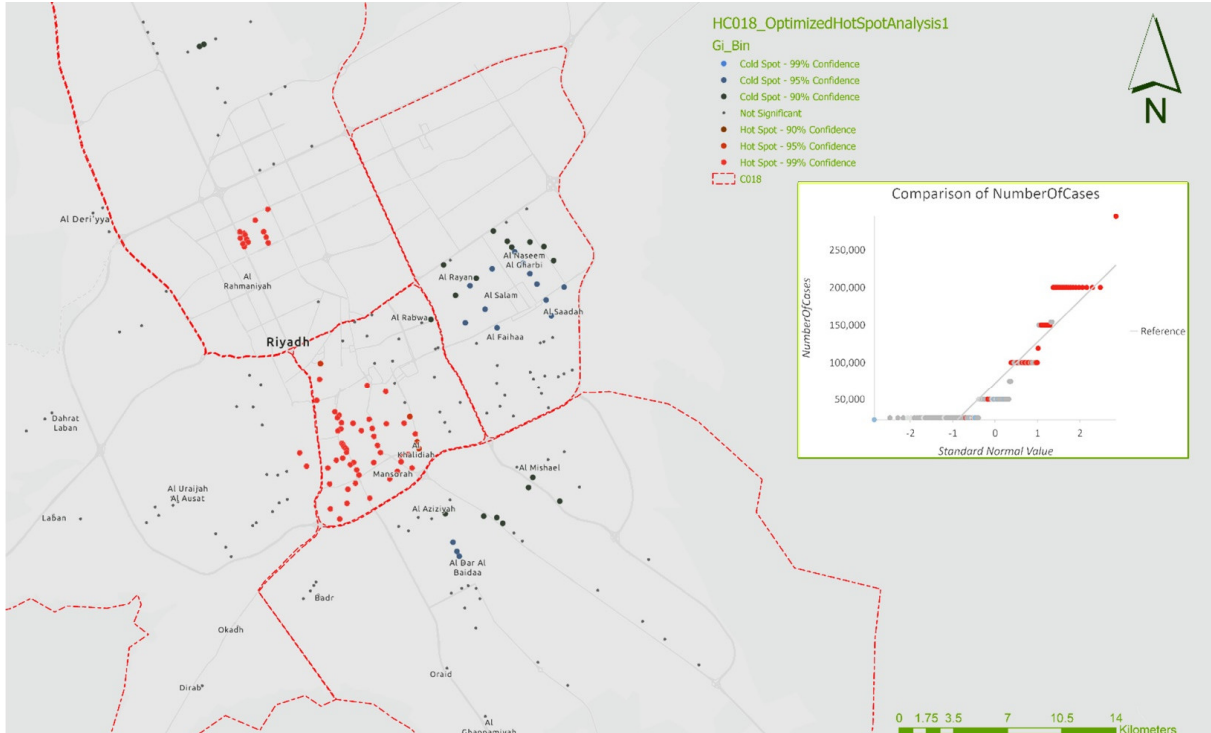 HC018_OptimizedHotSpotAnalysis1
Gi_Bin
Cold Spot - 99% Confidence
Cold Spot - 95% Confidence
Cold Spot - 90% Confidence
Not Significant
Hot Spot - 90% Confidence
Hot Spot - 95% Confidence
Hot Spot - 99% Confidence
C018
N
Comparison of NumberOfCases
250,000
200,000
150,000
100,000
50,000
NumberOfCases
Reference
-2 -1 0 1 2
Standard Normal Value
Al Deri'yya
Al
Rahmaniyah
Al Naseem
Al Gharbi
Al Rayan
Al Salam
Al Saadah
Al Rabwa
Al Faihaa
Riyadh
Dahrat
Laban
Al
Khalidiah
Mansurah
Al Mishael
Al Uraijah
Al Ausat
Laban
Al Aziziyah
Al Dar Al
Baidaa
Badr
Okadh
Oraid
Dirab
Al
Ghannamiyah
0 1.75 3.5 7 10.5 14
Kilometers